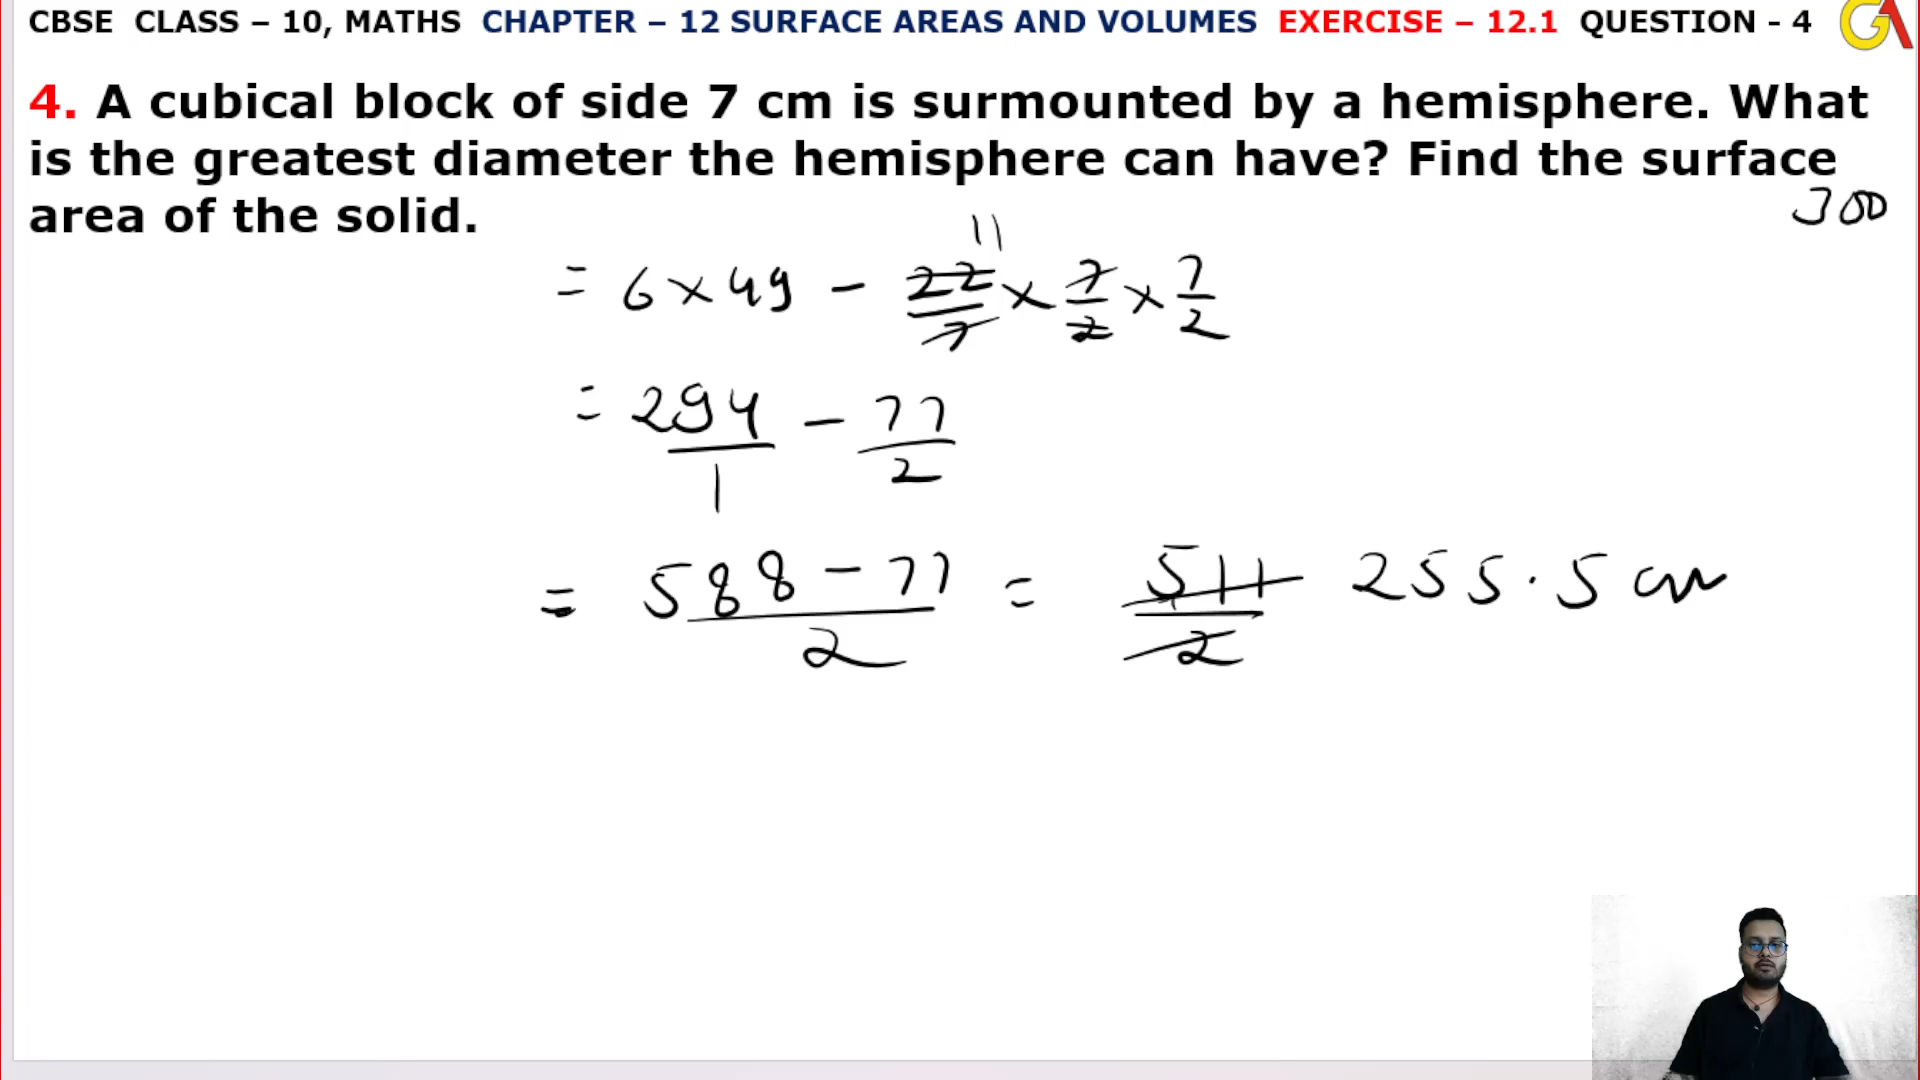 CBSE CLASS – 10, MATHS CHAPTER – 12 SURFACE AREAS AND VOLUMES EXERCISE – 12.1 QUESTION - 4 GA
4. A cubical block of side 7 cm is surmounted by a hemisphere. What
is the greatest diameter the hemisphere can have? Find the surface
area of the solid.
300
11
= 6 × 49 − 22/7 × 7/2 × 7/2
= 294/1 − 77/2
= 588 − 77/2 = 511/2 255.5 cm